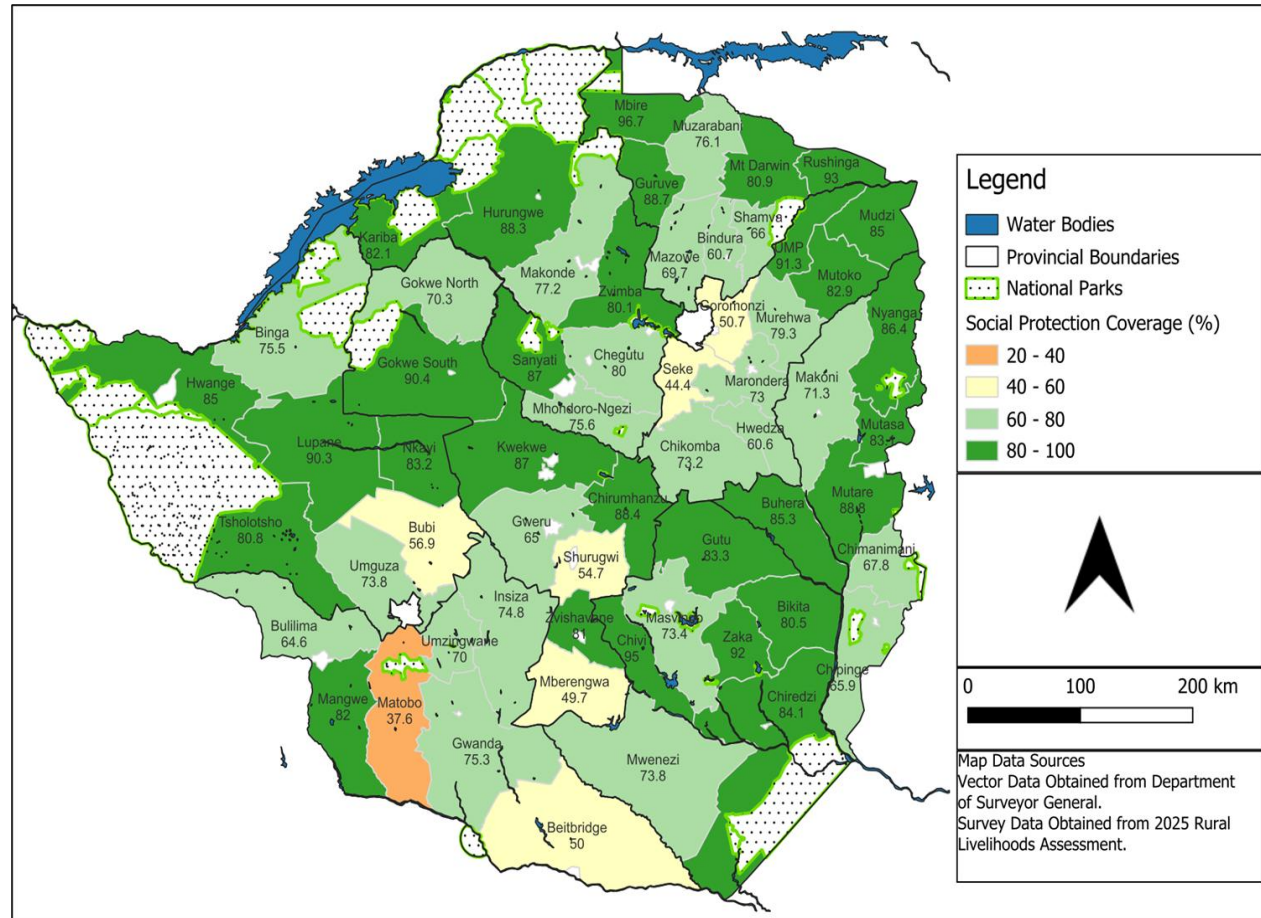 Mbire
96.7
Muzarabani
76.1
Mt Darwin
80.9
Rushinga
93
Guruve
88.7
Hurungwe
88.3
Kariba
82.1
Shamva
66
Mudzi
85
Bindura
60.7
Mazowe
69.7
UMP
91.3
Mutoko
82.9
Makonde
77.2
Gokwe North
70.3
Zvimba
80.1
Goromonzi
50.7
Murehwa
79.3
Nyanga
86.4
Binga
75.5
Gokwe South
90.4
Sanyati
87
Chegutu
80
Seke
44.4
Marondera
73
Makoni
71.3
Hwange
85
Mhondoro-Ngezi
75.6
Hwedza
60.6
Mutasa
Chikomba
73.2
Lupane
90.3
Nkayi
83.2
Kwekwe
87
Chirumhanzu
88.4
Buhera
85.3
Mutare
88.8
Tsholotsho
80.8
Bubi
56.9
Gweru
65
Gutu
83.3
Shurugwi
54.7
Chimanimani
67.8
Umguza
73.8
Insiza
74.8
Bulilima
64.6
Umzingwane
70
Zvishavane
81
Chivi
95
Masvingo
73.4
Zaka
92
Bikita
80.5
Chipinge
65.9
Mangwe
82
Matobo
37.6
Mberengwa
49.7
Chiredzi
84.1
Gwanda
75.3
Mwenezi
73.8
Beitbridge
50
Legend
Water Bodies
Provincial Boundaries
National Parks
Social Protection Coverage (%)
20 - 40
40 - 60
60 - 80
80 - 100
0 100 200 km
Map Data Sources
Vector Data Obtained from Department
of Surveyor General.
Survey Data Obtained from 2025 Rural
Livelihoods Assessment.